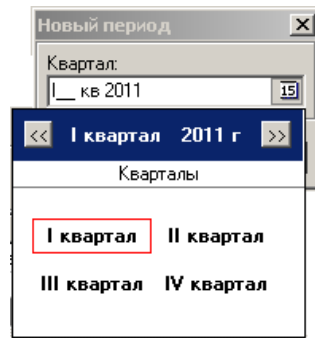 Новый период
Квартал:
I__ кв 2011
15
<< I квартал 2011 г >>
Кварталы
I квартал II квартал
III квартал IV квартал